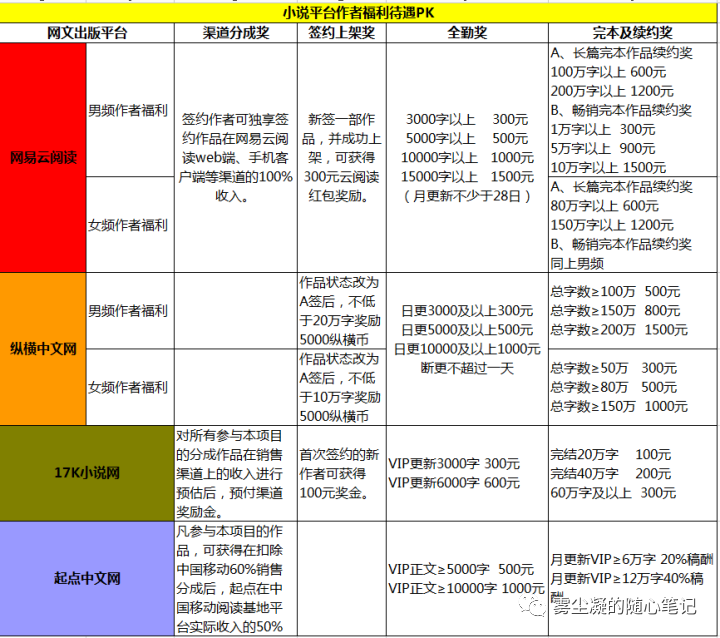 小说平台作者福利待遇PK
网文出版平台 渠道分成奖 签约上架奖 全勤奖 完本及续约奖
网易云阅读
男频作者福利
女频作者福利
签约作者可独享签
约作品在网易云阅
读web端、手机客
户端等渠道的100%
收入。
新签一部作
品，并成功上
架，可获得
300元云阅读
红包奖励。
3000字以上 300元
5000字以上 500元
10000字以上 1000元
15000字以上 1500元
（月更新不少于28日）
A、长篇完本作品续约奖
100万字以上 600元
200万字以上 1200元
B、畅销完本作品续约奖
1万字以上 300元
5万字以上 900元
10万字以上 1500元
A、长篇完本作品续约奖
80万字以上 600元
150万字以上 1200元
B、畅销完本作品续约奖
同上男频
纵横中文网
男频作者福利
女频作者福利
作品状态改为
A签后，不低
于20万字奖励
5000纵横币
作品状态改为
A签后，不低
于10万字奖励
5000纵横币
日更3000及以上300元
日更5000及以上500元
日更10000及以上1000元
断更不超过一天
总字数≥100万 500元
总字数≥150万 800元
总字数≥200万 1500元
总字数≥50万 300元
总字数≥80万 500元
总字数≥150万 1000元
17K小说网
对所有参与本项目
的分成作品在销售
渠道上的收入进行
预估后，预付渠道
奖励金。
首次签约的新
作者可获得
100元奖金。
VIP更新3000字 300元
VIP更新6000字 600元
完结20万字 100元
完结40万字 200元
60万字及以上 300元
起点中文网
凡参与本项目的作
品，可获得在扣除
中国移动60%销售
分成后，起点在中
国移动阅读基地平
台实际收入的50%
VIP正文≥5000字 500元
VIP正文≥10000字 1000元
月更新VIP≥6万字 20%稿酬
月更新VIP≥12万字40%稿
酬
雾尘凝的随心笔记